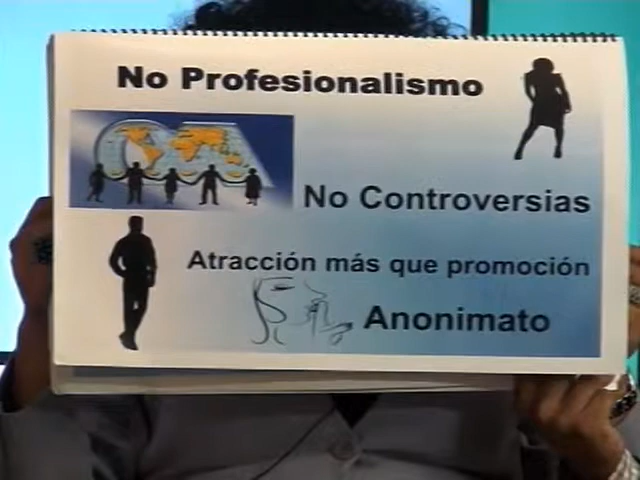 No Profesionalismo
No Controversias
Atracción más que promoción
Anonimato